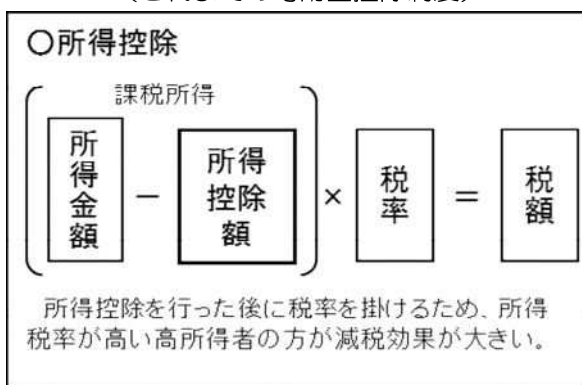 〇所得控除
課税所得
( 所得金額 － 所得控除額 ) × 税率 ＝ 税額
所得控除を行った後に税率を掛けるため、所得
税率が高い高所得者の方が減税効果が大きい。